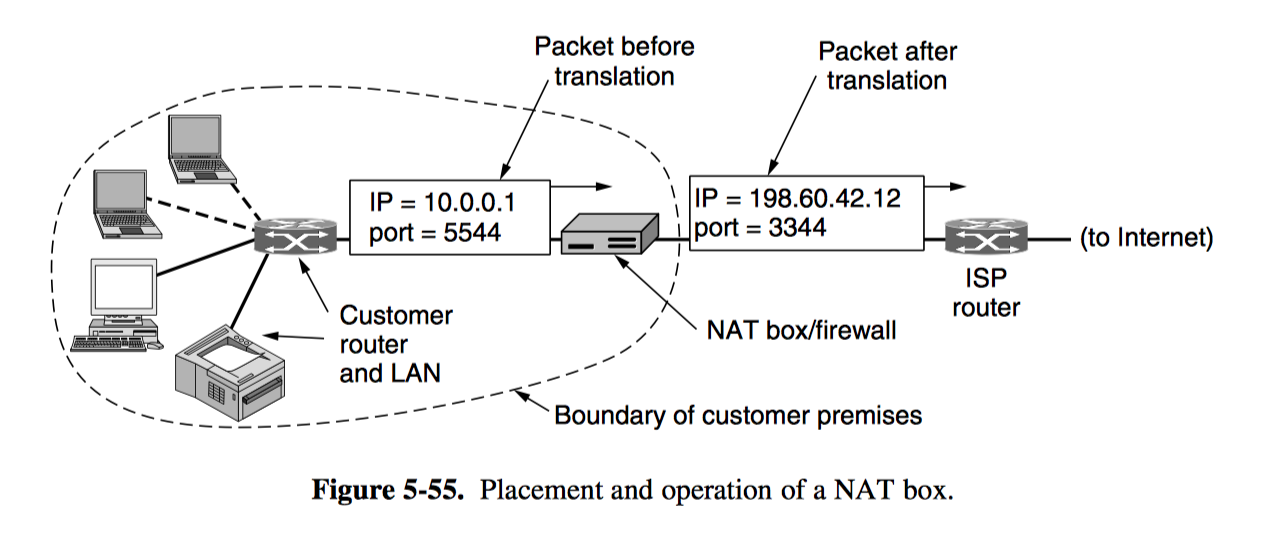 Packet before
translation
Packet after
translation
IP = 10.0.0.1
port = 5544
IP = 198.60.42.12
port = 3344
(to Internet)
ISP
router
Customer
router
and LAN
NAT box/firewall
Boundary of customer premises
Figure 5-55. Placement and operation of a NAT box.